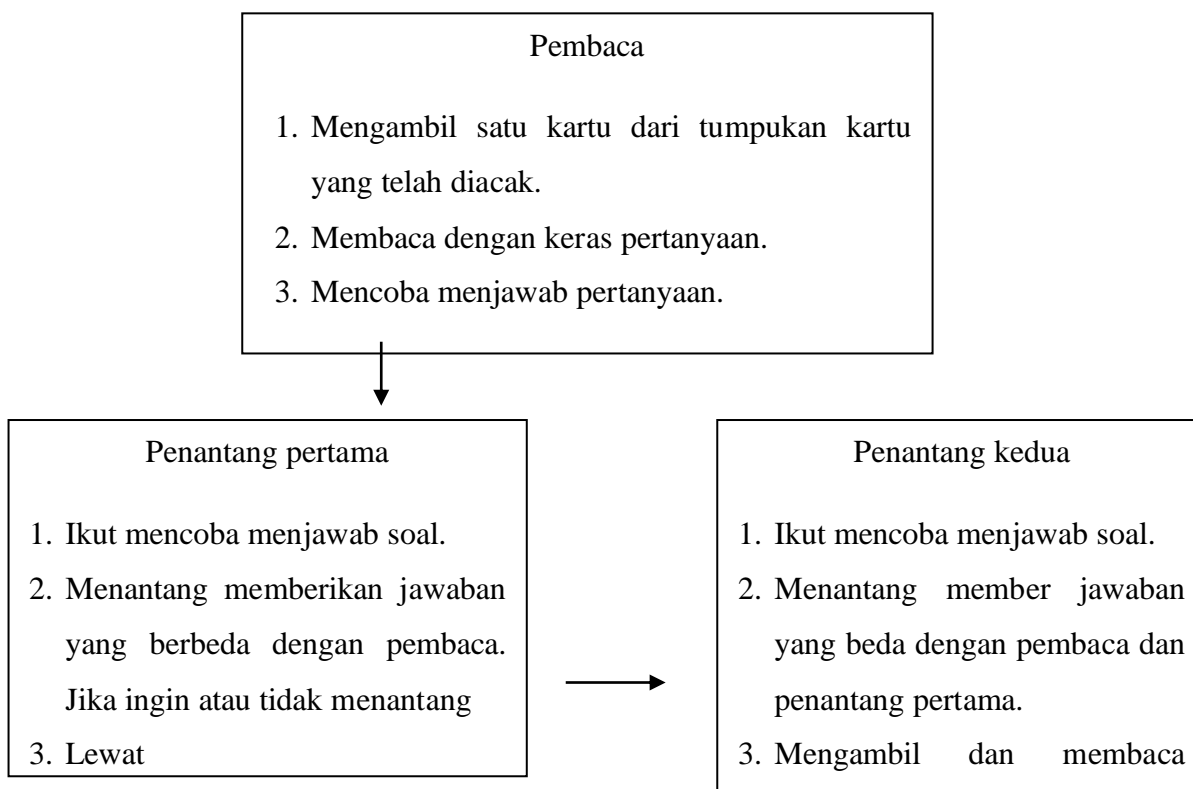 Pembaca
1. Mengambil satu kartu dari tumpukan kartu
yang telah diacak.
2. Membaca dengan keras pertanyaan.
3. Mencoba menjawab pertanyaan.
Penantang pertama
1. Ikut mencoba menjawab soal.
2. Menantang memberikan jawaban
yang berbeda dengan pembaca.
Jika ingin atau tidak menantang
3. Lewat
Penantang kedua
1. Ikut mencoba menjawab soal.
2. Menantang member jawaban
yang beda dengan pembaca dan
penantang pertama.
3. Mengambil dan membaca